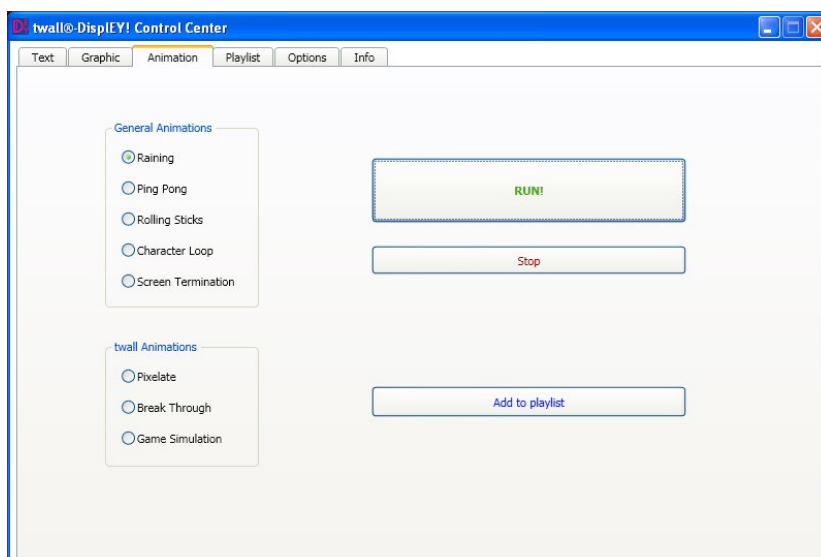 twall®-DisplEY! Control Center
Text Graphic Animation Playlist Options Info
General Animations
Raining
Ping Pong
Rolling Sticks
Character Loop
Screen Termination
RUN!
Stop
twall Animations
Pixelate
Break Through
Game Simulation
Add to playlist